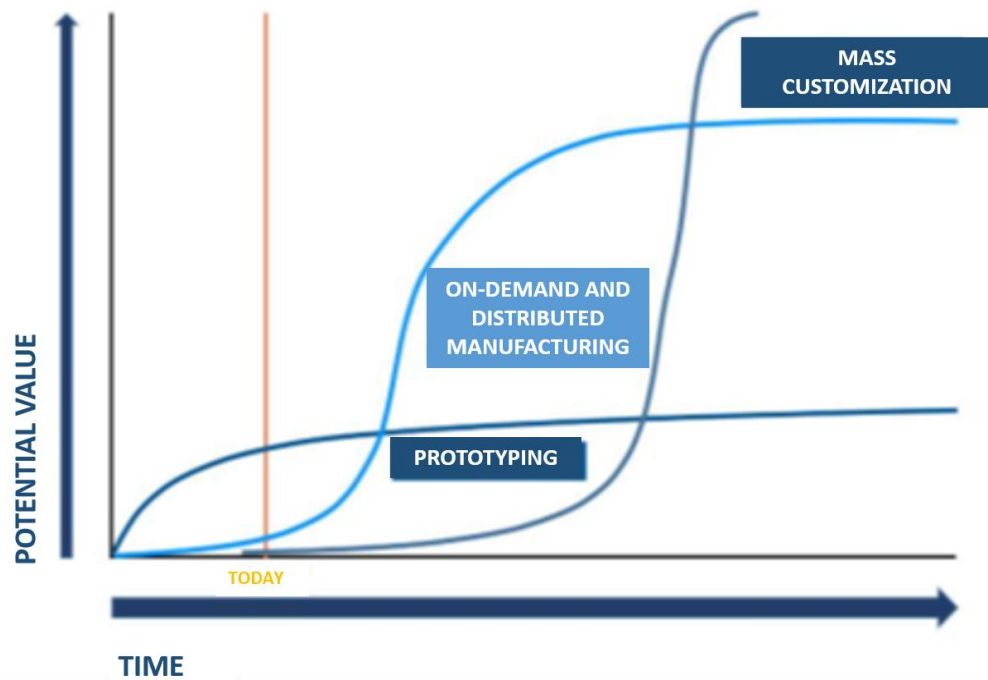 MASS
CUSTOMIZATION
ON-DEMAND AND
DISTRIBUTED
MANUFACTURING
PROTOTYPING
POTENTIAL VALUE
TODAY
TIME